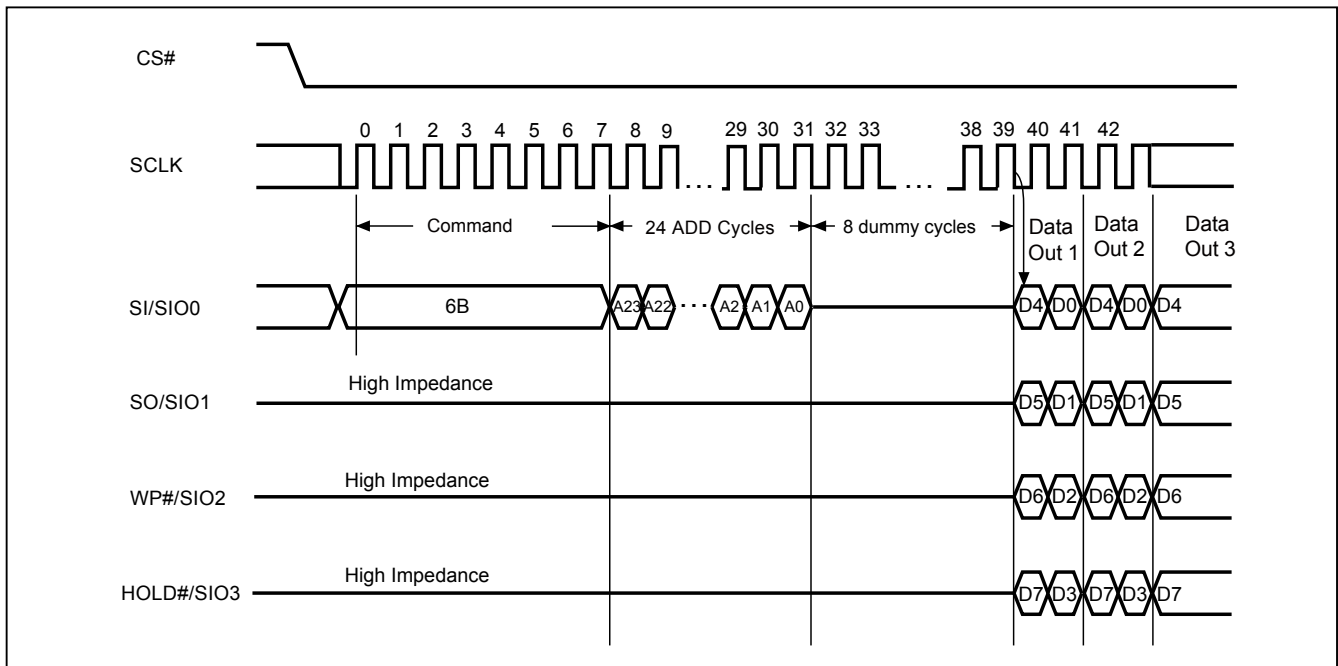 CS#
0 1 2 3 4 5 6 7 8 9 29 30 31 32 33 38 39 40 41 42
SCLK
... ...
Command 24 ADD Cycles 8 dummy cycles Data Out 1 Data Out 2 Data Out 3
SI/SIO0 6B A23 A22 ... A2 A1 A0 D4 D0 D4 D0 D4
High Impedance
SO/SIO1 D5 D1 D5 D1 D5
High Impedance
WP#/SIO2 D6 D2 D6 D2 D6
High Impedance
HOLD#/SIO3 D7 D3 D7 D3 D7